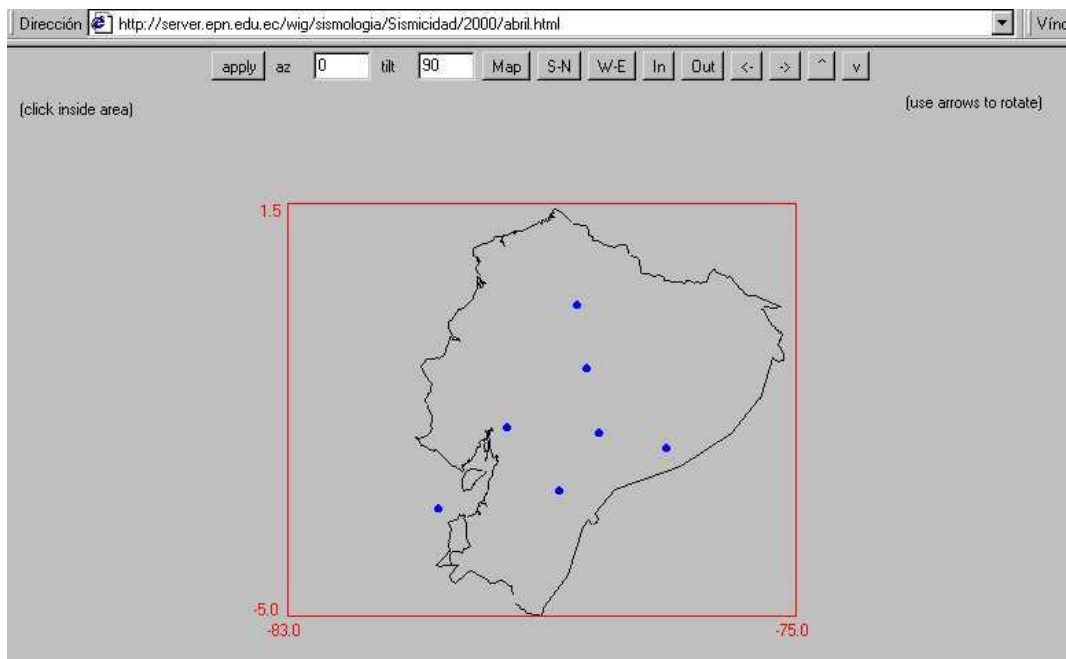 Dirección http://server.epn.edu.ec/wig/sismologia/Sismicidad/2000/abril.html
apply az 0 tilt 90 Map S-N W-E In Out <- -> ^ v
(click inside area)
(use arrows to rotate)
1.5
-5.0
-83.0
-75.0